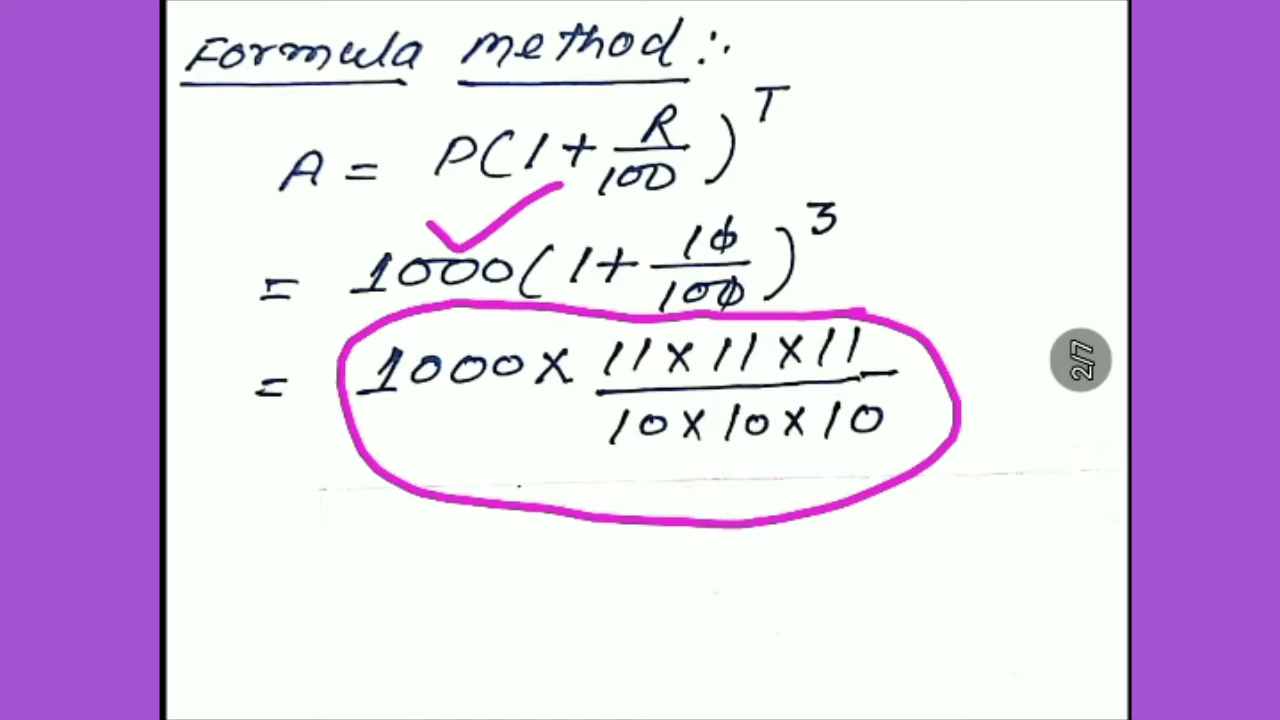 Formula method :-
A = P(1 + R/100)^T
= 1000(1 + 10/100)^3
= 1000 × 11 × 11 × 11 / 10 × 10 × 10
2/7